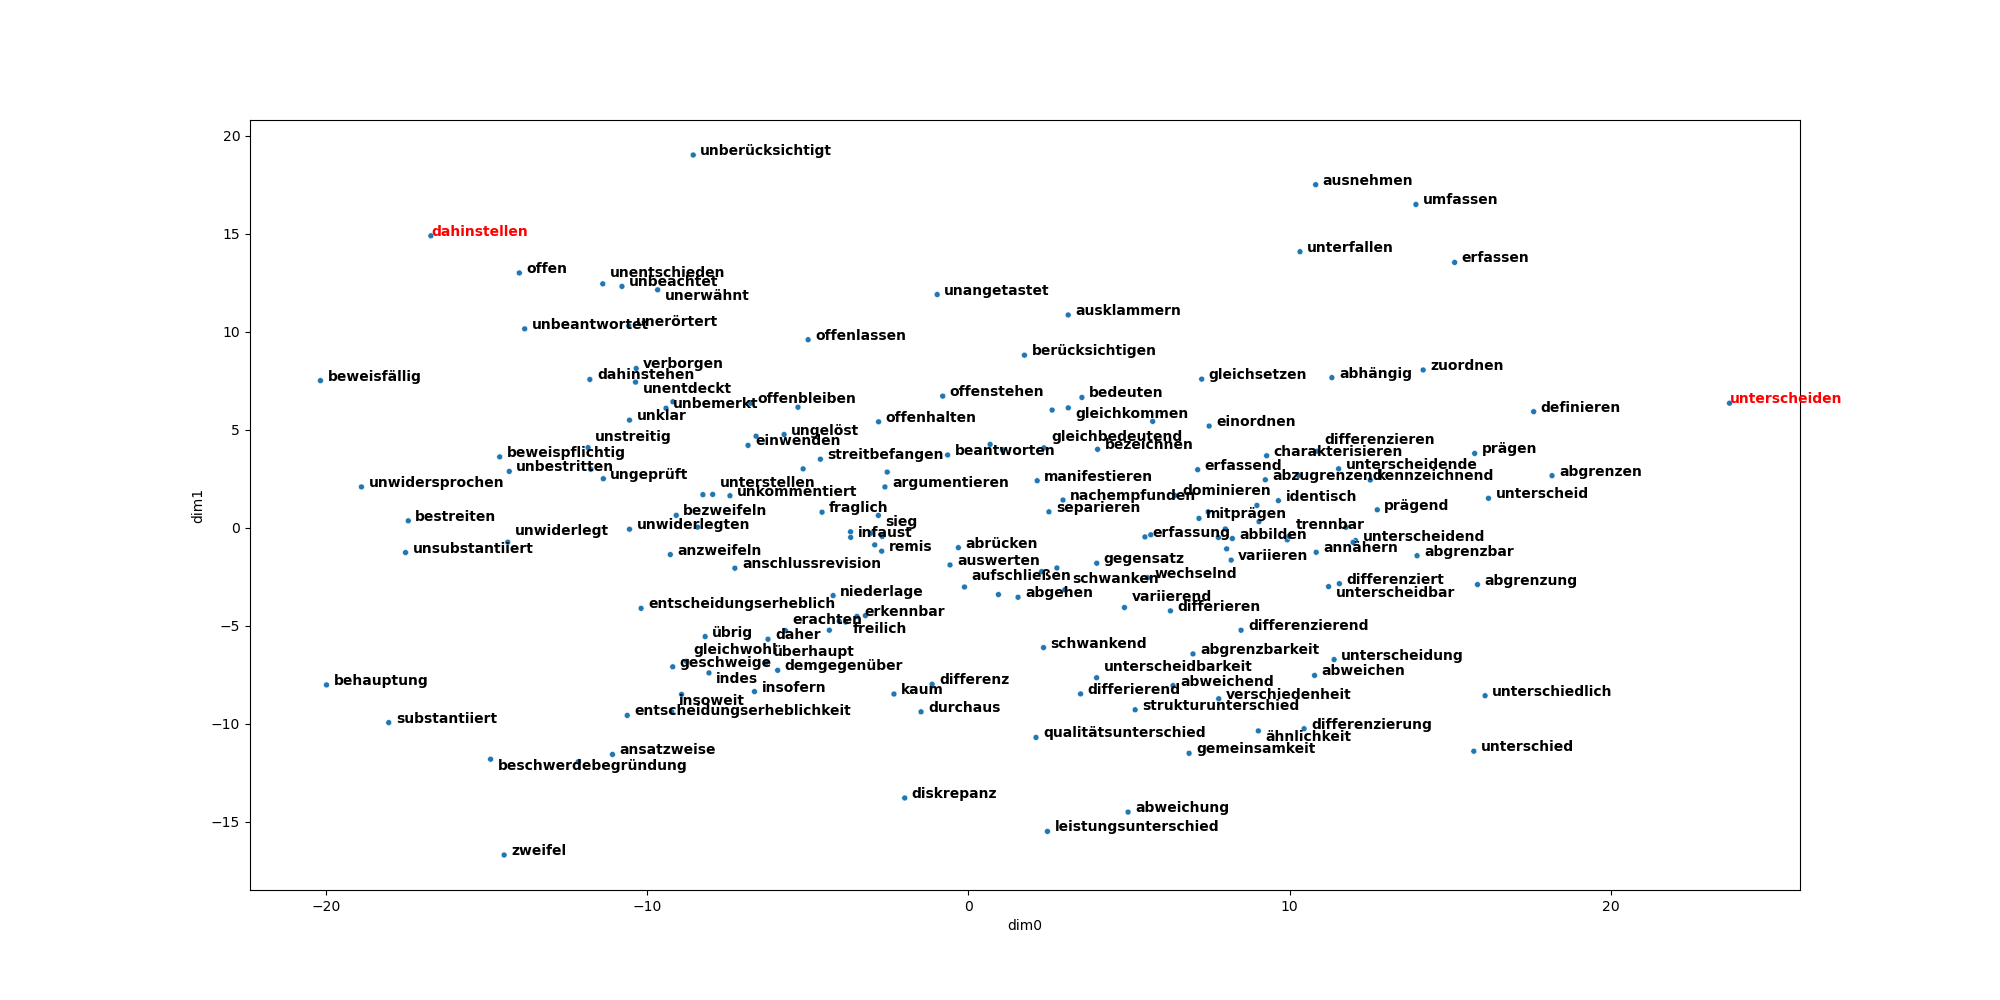 20
15
10
5
0
−5
−10
−15
dim1
−20
−10
0
10
20
dim0
unberücksichtigt
ausnehmen
umfassen
dahinstellen
unterfallen
erfassen
offen
unentschieden
unbeachtet
unerwähnt
unangetastet
ausklammern
unbeantwortet
unerörtert
offenlassen
berücksichtigen
verborgen
dahinstehen
beweisfällig
unentdeckt
gleichsetzen
abhängig
zuordnen
offenbleiben
unbemerkt
offenstehen
bedeuten
unterscheiden
unklar
offenhalten
gleichkommen
definieren
einordnen
unstreitig
ungelöst
einwenden
gleichbedeutend
differenzieren
beweispflichtig
streitbefangen
beantworten
bezeichnen
charakterisieren
prägen
unbestritten
ungeprüft
erfassend
unterscheidende
abgrenzen
unwidersprochen
unterstellen
argumentieren
manifestieren
abzugrenzend
kennzeichnend
unkommentiert
nachempfunden
dominieren
identisch
unterscheid
bestreiten
bezweifeln
fraglich
separieren
mitprägen
prägend
unwiderlegt
unwiderlegten
sieg
infaust
erfassung
abbilden
trennbar
unterscheidend
unsubstantiiert
anzweifeln
remis
abrücken
variieren
annähern
abgrenzbar
anschlussrevision
auswerten
gegensatz
aufschließen
schwanken
wechselnd
differenziert
abgrenzung
niederlage
abgehen
variierend
unterscheidbar
entscheidungserheblich
erkennbar
differieren
erachten
freilich
differenzierend
übrig
daher
schwankend
gleichwohl
überhaupt
abgrenzbarkeit
unterscheidung
geschweige
demgegenüber
unterscheidbarkeit
abweichen
behauptung
indes
insofern
differenz
abweichend
kaum
differierend
verschiedenheit
unterschiedlich
insoweit
entscheidungserheblichkeit
durchaus
strukturunterschied
substantiiert
qualitätsunterschied
differenzierung
ähnlichkeit
ansatzweise
gemeinsamkeit
unterschied
beschwerdebegründung
diskrepanz
abweichung
leistungsunterschied
zweifel